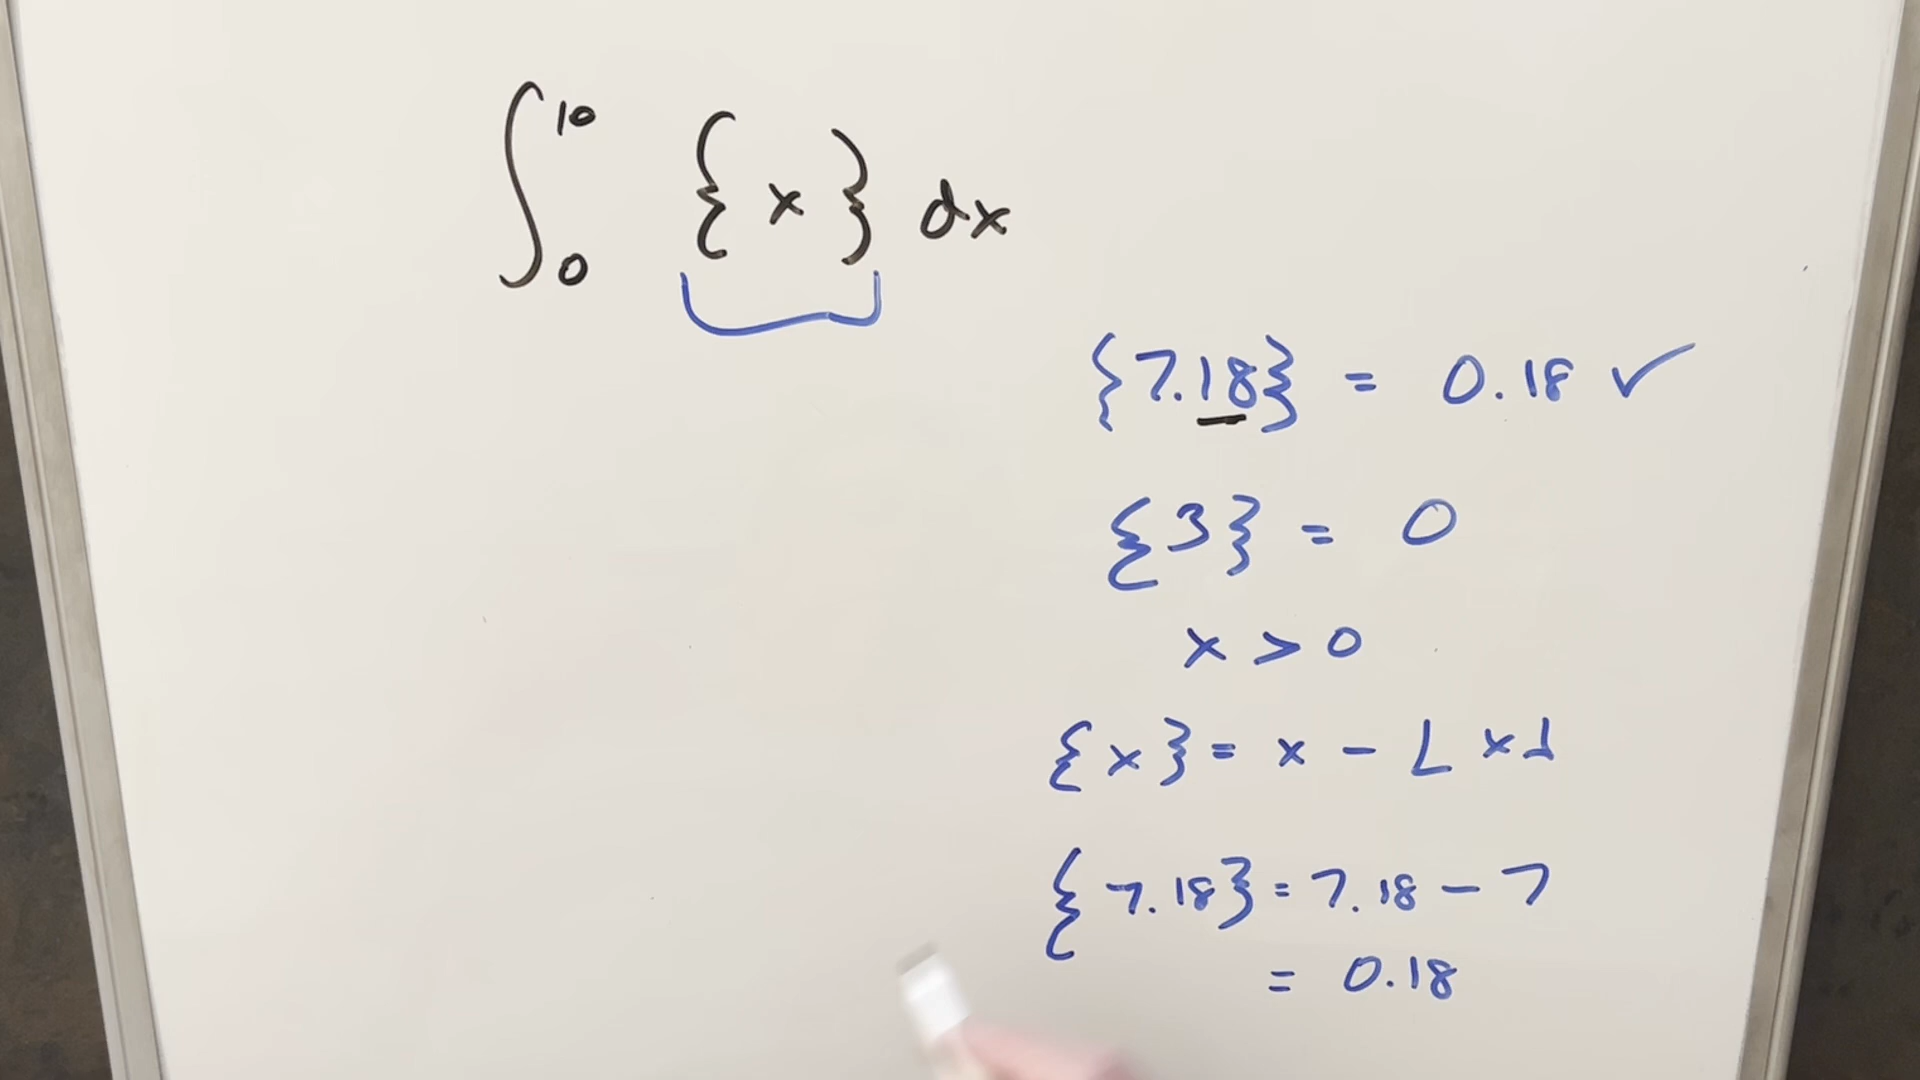 ∫₀¹⁰ {x} dx
{7.18} = 0.18 ✓
{3} = 0
x > 0
{x} = x - ⌊x⌋
{7.18} = 7.18 - 7
= 0.18